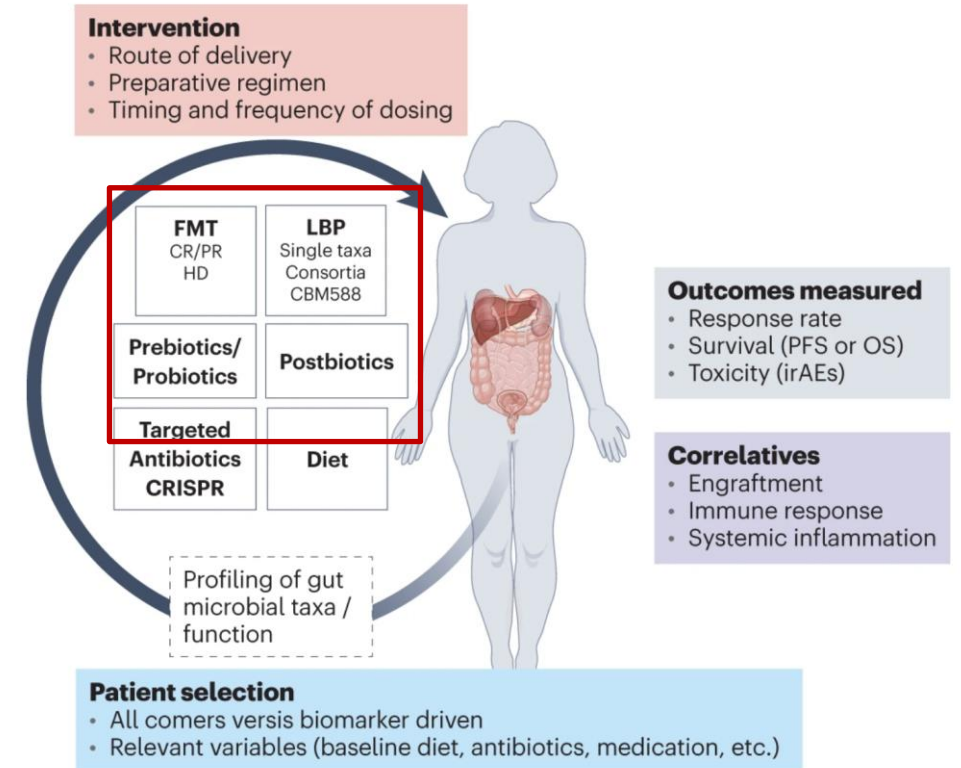 Intervention
• Route of delivery
• Preparative regimen
• Timing and frequency of dosing
FMT
CR/PR
HD
LBP
Single taxa
Consortia
CBM588
Prebiotics/
Probiotics
Postbiotics
Targeted
Antibiotics
CRISPR
Diet
Profiling of gut
microbial taxa /
function
Outcomes measured
• Response rate
• Survival (PFS or OS)
• Toxicity (irAEs)
Correlatives
• Engraftment
• Immune response
• Systemic inflammation
Patient selection
• All comers versis biomarker driven
• Relevant variables (baseline diet, antibiotics, medication, etc.)